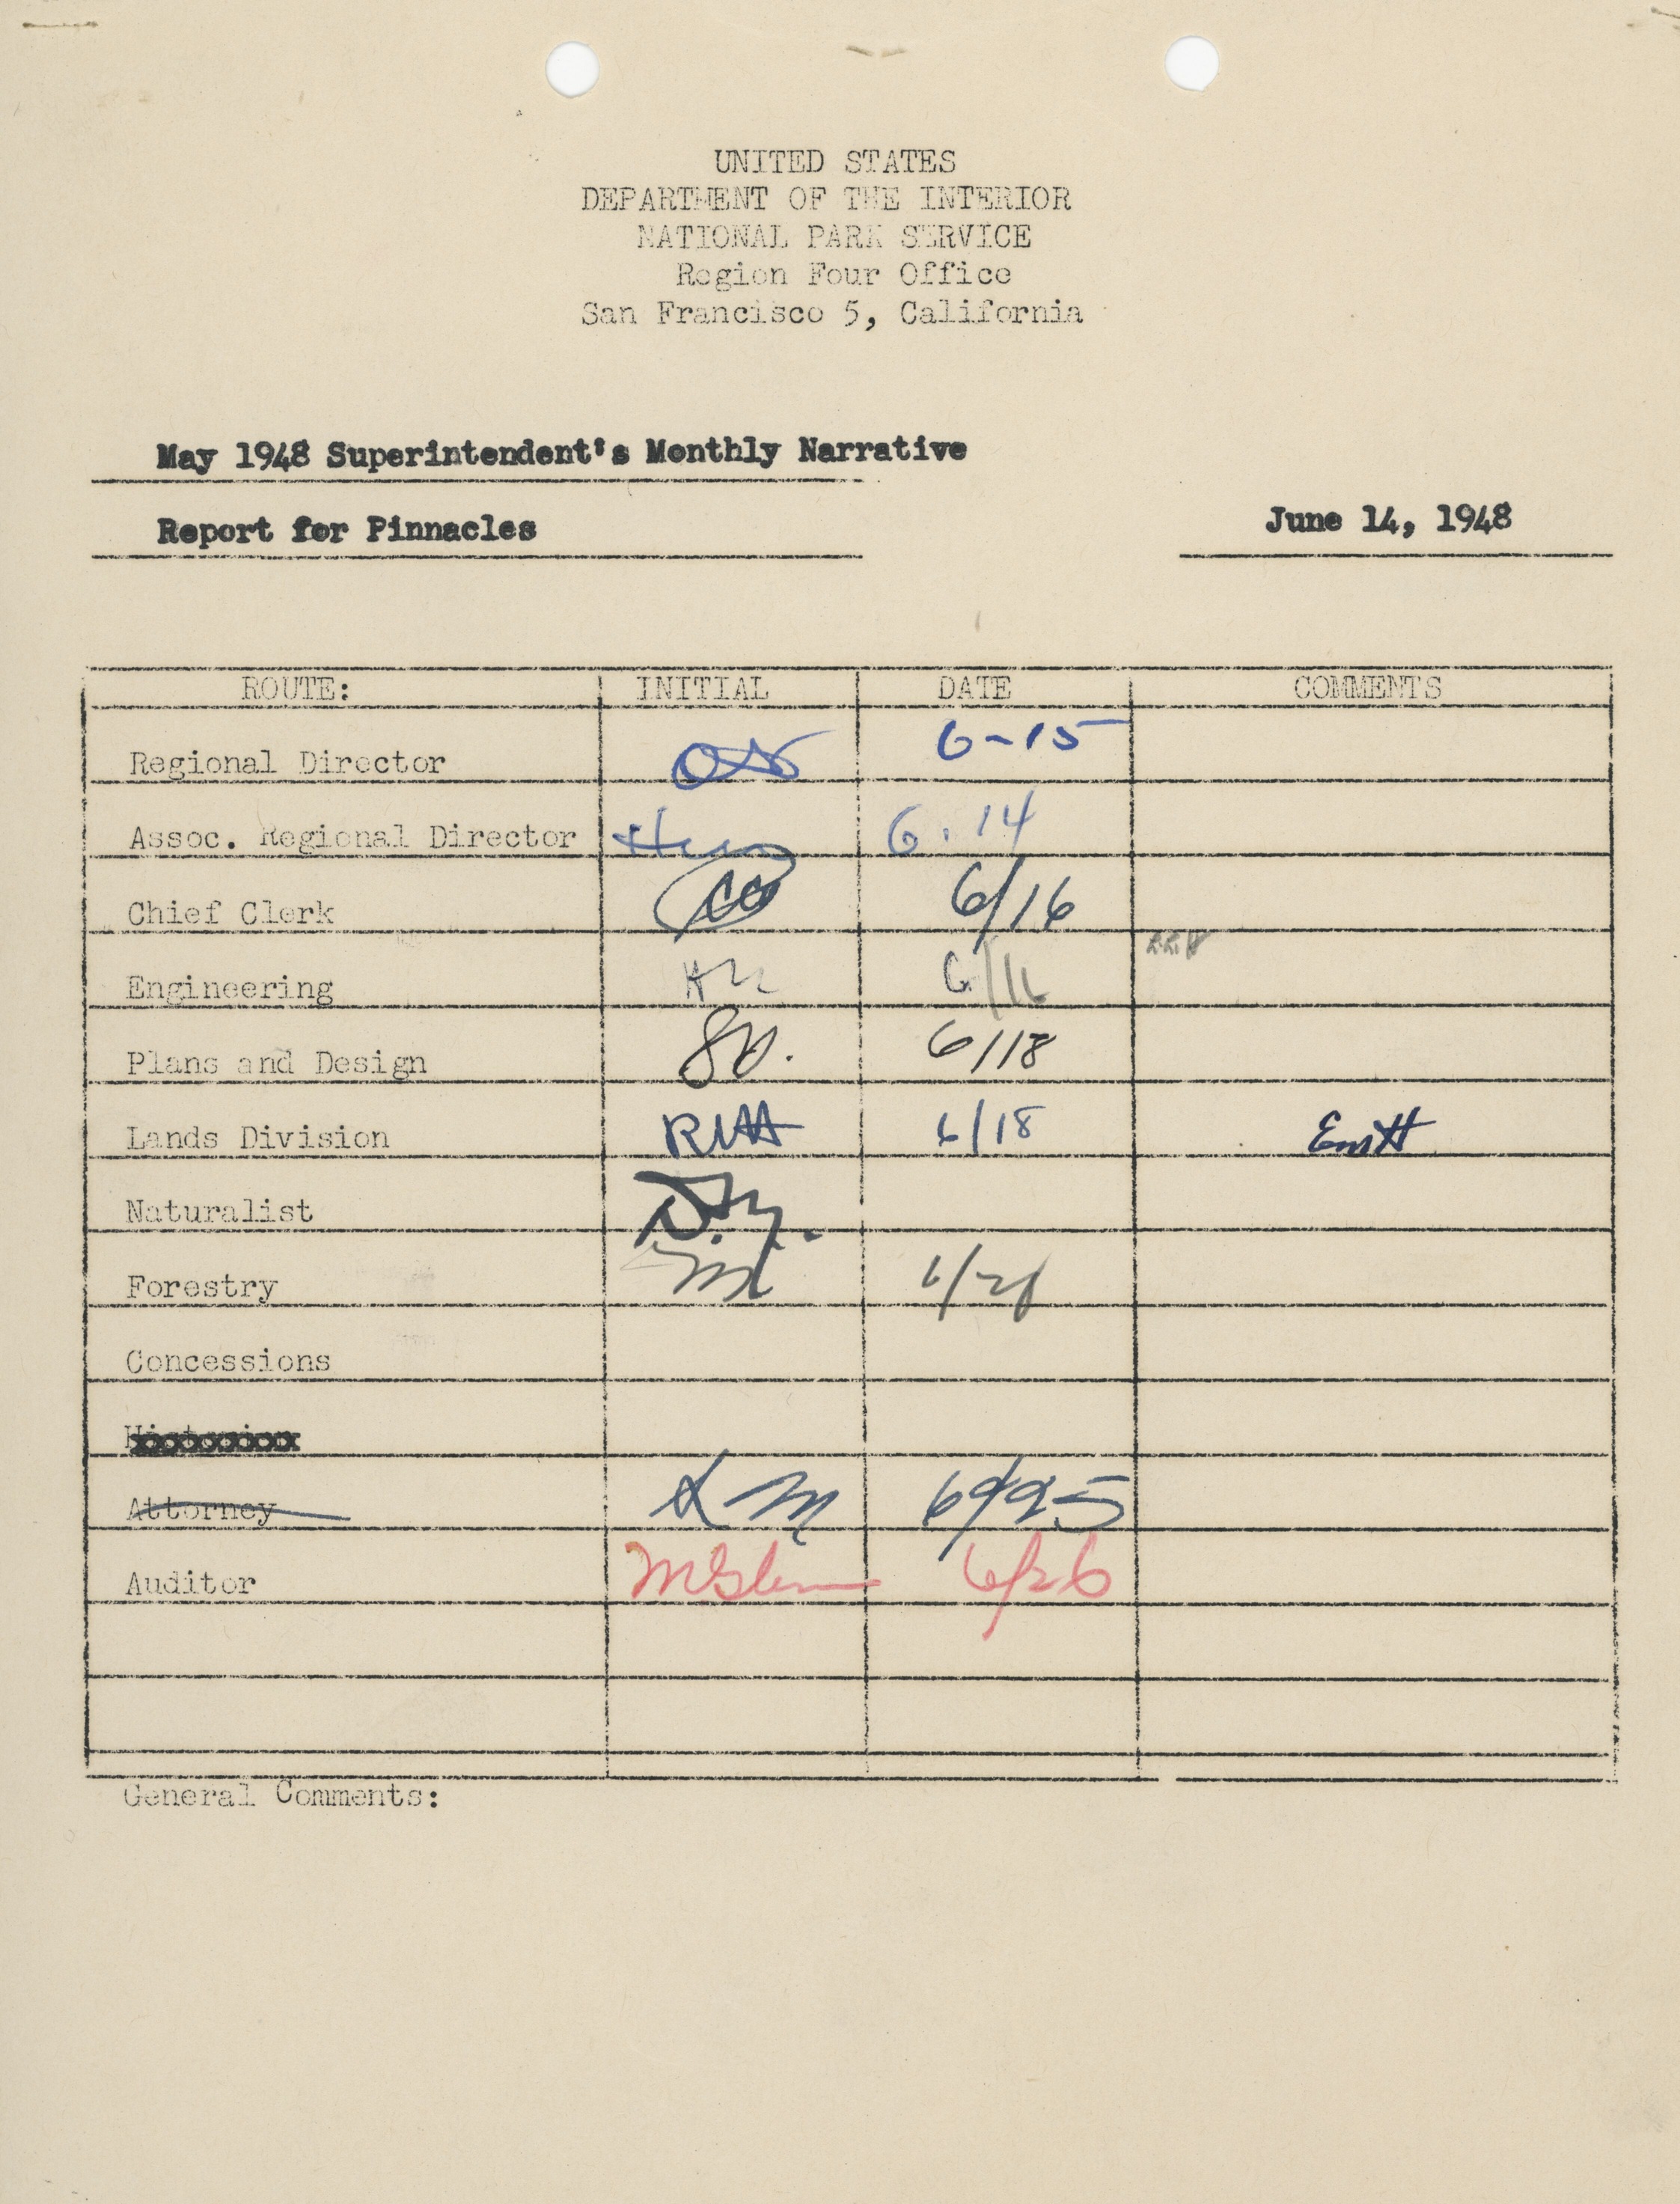 UNITED STATES
DEPARTMENT OF THE INTERIOR
NATIONAL PARK SERVICE
Region Four Office
San Francisco 5, California
May 1948 Superintendent's Monthly Narrative
Report for Pinnacles
June 14, 1948
ROUTE: INITIAL DATE COMMENTS
Regional Director 6-15
Assoc. Regional Director 6.14
Chief Clerk 6/16
Engineering
Plans and Design 6/18
Lands Division 6/18
Naturalist
Forestry
Concessions
Attorney 6/25
Auditor 6/26
General Comments: